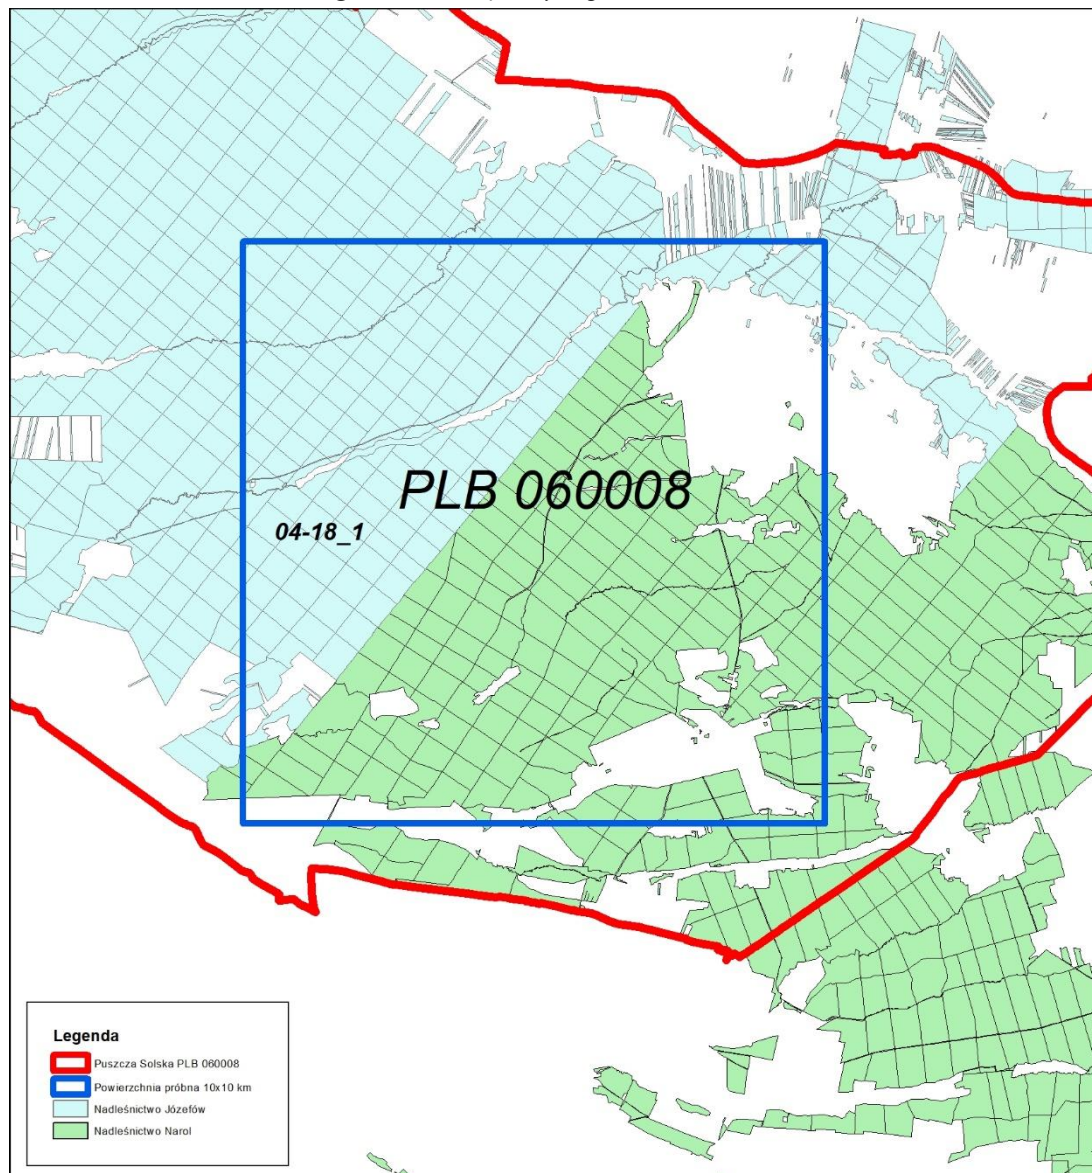 PLB 060008
04-18_1
Legenda
Puszcza Solska PLB 060008
Powierzchnia próbna 10x10 km
Nadleśnictwo Józefów
Nadleśnictwo Narol